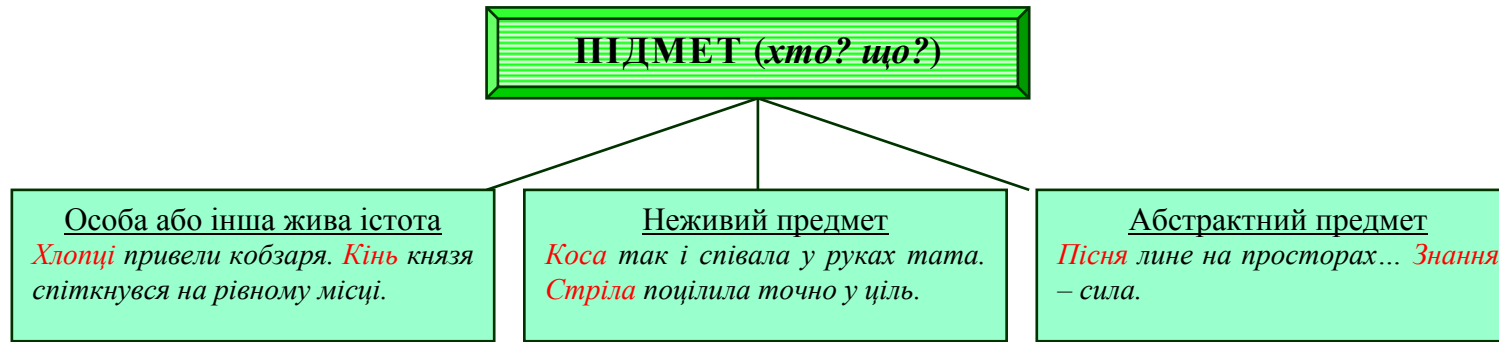 ПІДМЕТ (хто? що?)
Особа або інша жива істота
Хлопці привели кобзаря. Кінь князя
спіткнувся на рівному місці.
Неживий предмет
Коса так і співала у руках тата.
Стріла поцілила точно у ціль.
Абстрактний предмет
Пісня лине на просторах… Знання
– сила.